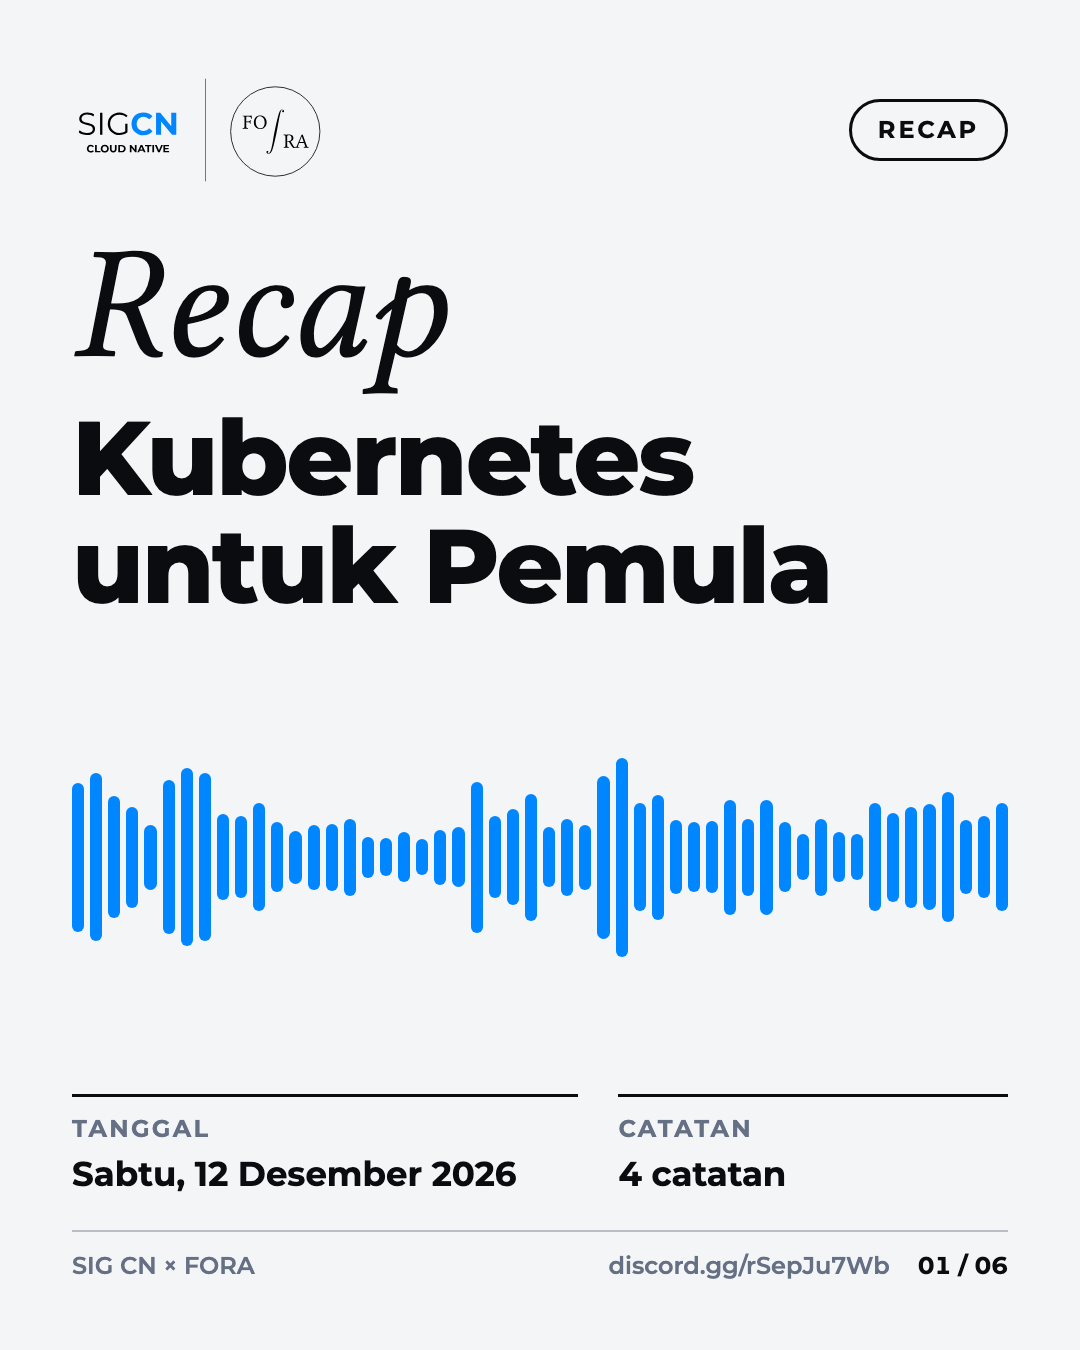 SIGCN
CLOUD NATIVE
FO
RA
RECAP
Recap
Kubernetes
untuk Pemula
TANGGAL
Sabtu, 12 Desember 2026
CATATAN
4 catatan
SIG CN × FORA
discord.gg/rSepJu7Wb
01 / 06